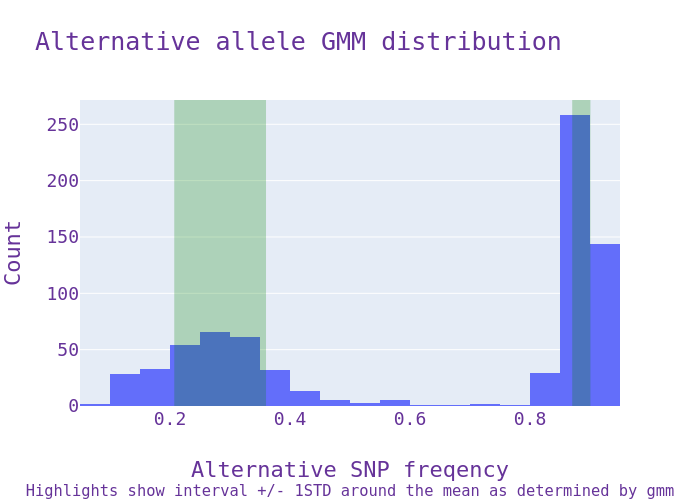 Alternative allele GMM distribution
250
200
150
100
50
0
Count
0.2 0.4 0.6 0.8
Alternative SNP freqency
Highlights show interval +/- 1STD around the mean as determined by gmm